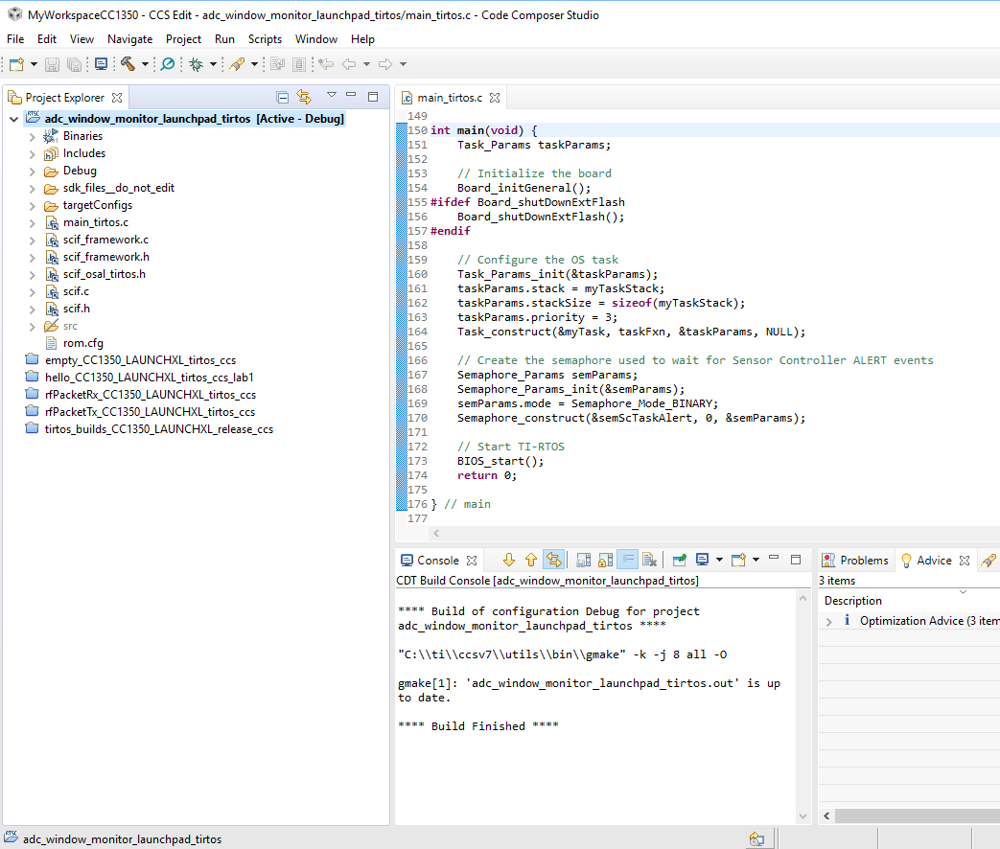 MyWorkspaceCC1350 - CCS Edit - adc_window_monitor_launchpad_tirtos/main_tirtos.c - Code Composer Studio
File Edit View Navigate Project Run Scripts Window Help
Project Explorer
adc_window_monitor_launchpad_tirtos [Active - Debug]
Binaries
Includes
Debug
sdk_files__do_not_edit
targetConfigs
main_tirtos.c
scif_framework.c
scif_framework.h
scif_osal_tirtos.h
scif.c
scif.h
src
rom.cfg
empty_CC1350_LAUNCHXL_tirtos_ccs
hello_CC1350_LAUNCHXL_tirtos_ccs_lab1
rfPacketRx_CC1350_LAUNCHXL_tirtos_ccs
rfPacketTx_CC1350_LAUNCHXL_tirtos_ccs
tirtos_builds_CC1350_LAUNCHXL_release_ccs
main_tirtos.c
149
150 int main(void) {
151     Task_Params taskParams;
152
153     // Initialize the board
154     Board_initGeneral();
155 #ifdef Board_shutDownExtFlash
156     Board_shutDownExtFlash();
157 #endif
158
159     // Configure the OS task
160     Task_Params_init(&taskParams);
161     taskParams.stack = myTaskStack;
162     taskParams.stackSize = sizeof(myTaskStack);
163     taskParams.priority = 3;
164     Task_construct(&myTask, taskFxn, &taskParams, NULL);
165
166     // Create the semaphore used to wait for Sensor Controller ALERT events
167     Semaphore_Params semParams;
168     Semaphore_Params_init(&semParams);
169     semParams.mode = Semaphore_Mode_BINARY;
170     Semaphore_construct(&semScTaskAlert, 0, &semParams);
171
172     // Start TI-RTOS
173     BIOS_start();
174     return 0;
175
176 } // main
177
Console
CDT Build Console [adc_window_monitor_launchpad_tirtos]
**** Build of configuration Debug for project
adc_window_monitor_launchpad_tirtos ****
"C:\\ti\\ccsv7\\utils\\bin\\gmake" -k -j 8 all -O
gmake[1]: 'adc_window_monitor_launchpad_tirtos.out' is up
to date.
**** Build Finished ****
Problems Advice
3 items
Description
i Optimization Advice (3 item
RTSC adc_window_monitor_launchpad_tirtos